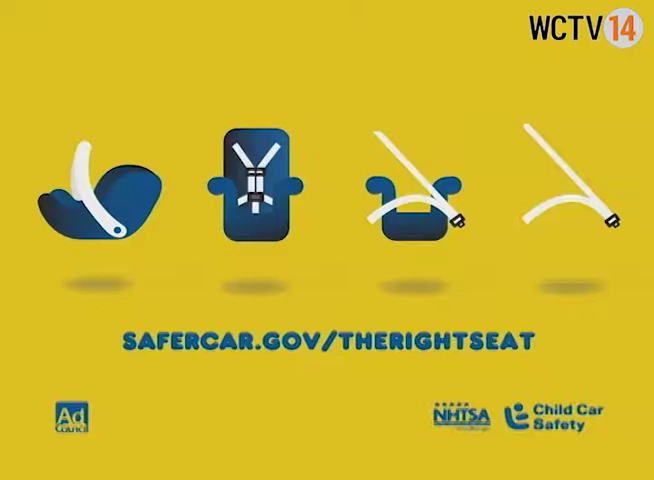 WCTV 14
SAFERCAR.GOV/THERIGHTSEAT
Ad
Council
NHTSA
Child Car
Safety